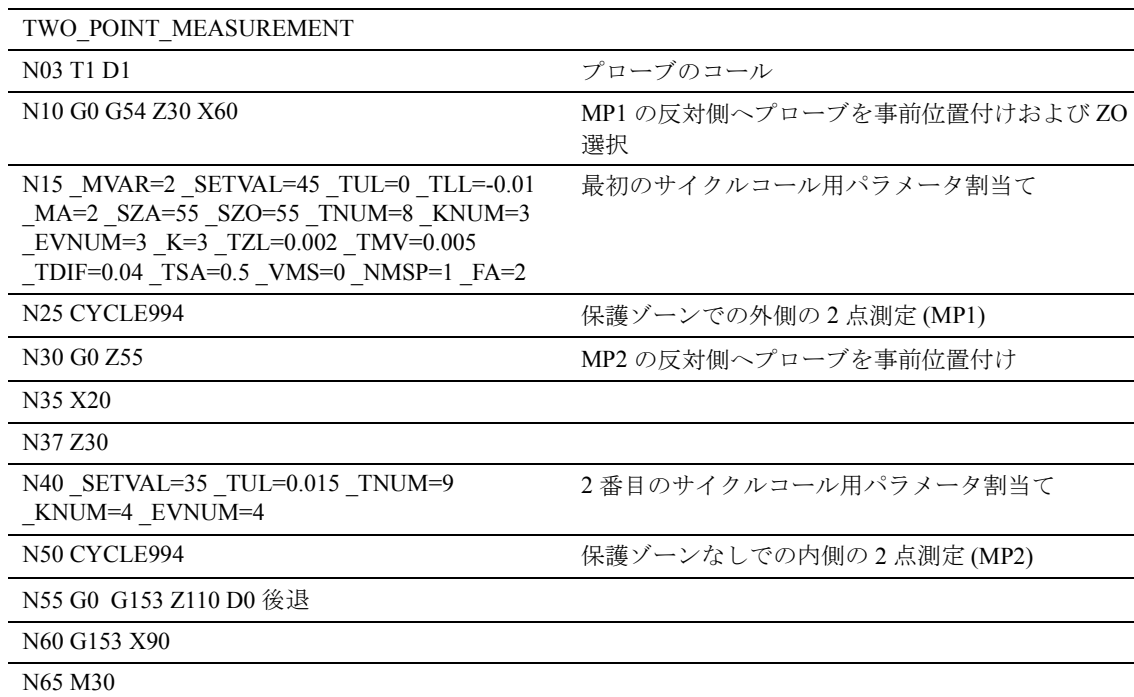 TWO_POINT_MEASUREMENT
N03 T1 D1 プローブのコール
N10 G0 G54 Z30 X60 MP1 の反対側へプローブを事前位置付けおよび ZO
選択
N15 _MVAR=2 _SETVAL=45 _TUL=0 _TLL=-0.01 最初のサイクルコール用パラメータ割当て
_MA=2 _SZA=55 _SZO=55 _TNUM=8 _KNUM=3
_EVNUM=3 _K=3 _TZL=0.002 _TMV=0.005
_TDIF=0.04 _TSA=0.5 _VMS=0 _NMSP=1 _FA=2
N25 CYCLE994 保護ゾーンでの外側の 2 点測定 (MP1)
N30 G0 Z55 MP2 の反対側へプローブを事前位置付け
N35 X20
N37 Z30
N40 _SETVAL=35 _TUL=0.015 _TNUM=9 2 番目のサイクルコール用パラメータ割当て
_KNUM=4 _EVNUM=4
N50 CYCLE994 保護ゾーンなしでの内側の 2 点測定 (MP2)
N55 G0 G153 Z110 D0 後退
N60 G153 X90
N65 M30